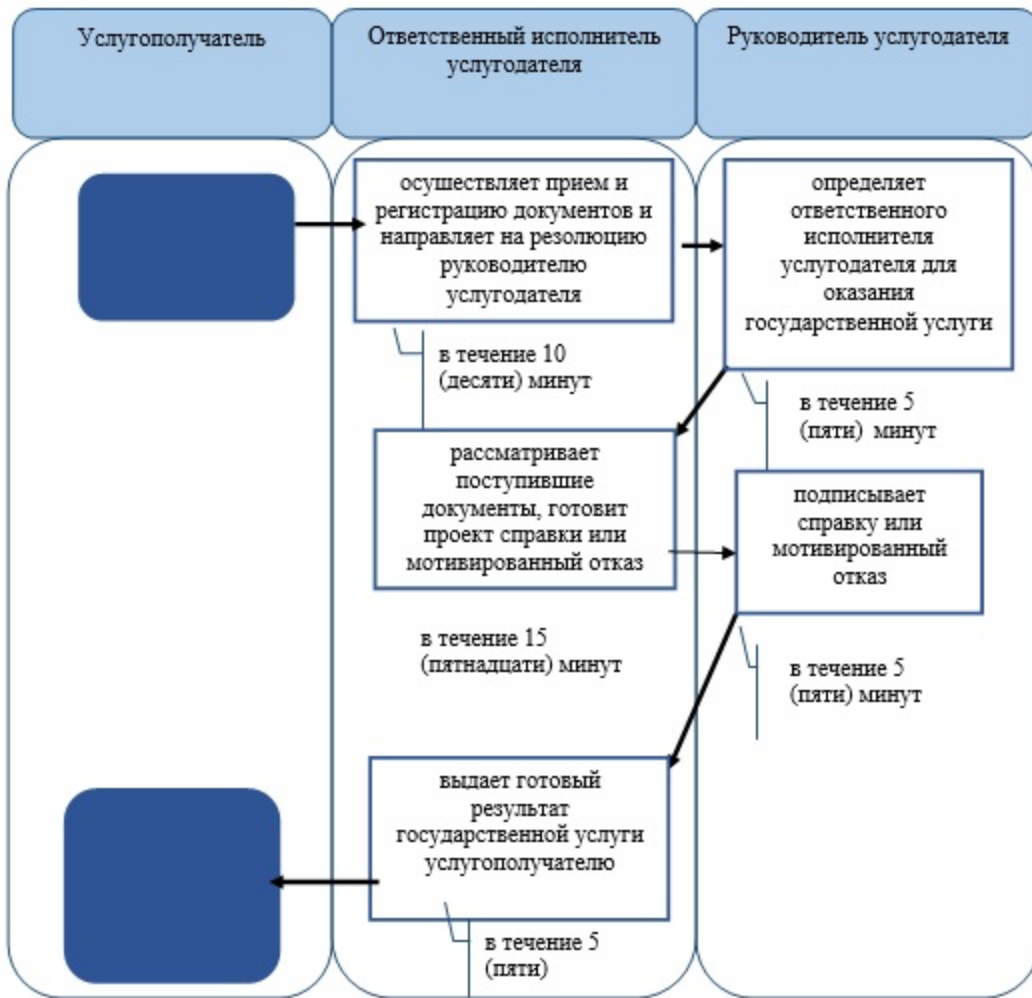 Услугополучатель
Ответственный исполнитель
услугодателя
Руководитель услугодателя
осуществляет прием и
регистрацию документов и
направляет на резолюцию
руководителю
услугодателя
в течение 10
(десяти) минут
определяет
ответственного
исполнителя
услугодателя для
оказания
государственной услуги
в течение 5
(пяти) минут
рассматривает
поступившие
документы, готовит
проект справки или
мотивированный отказ
в течение 15
(пятнадцати) минут
подписывает
справку или
мотивированный
отказ
в течение 5
(пяти) минут
выдает готовый
результат
государственной услуги
услугополучателю
в течение 5
(пяти)